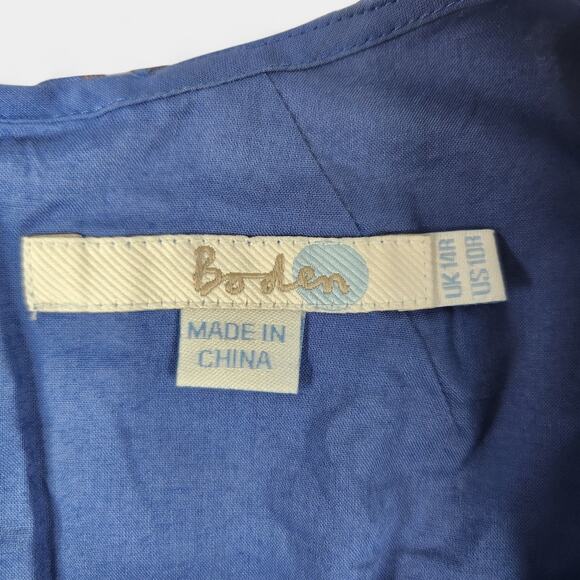 Boden
UK 14R
US 10R
MADE IN
CHINA